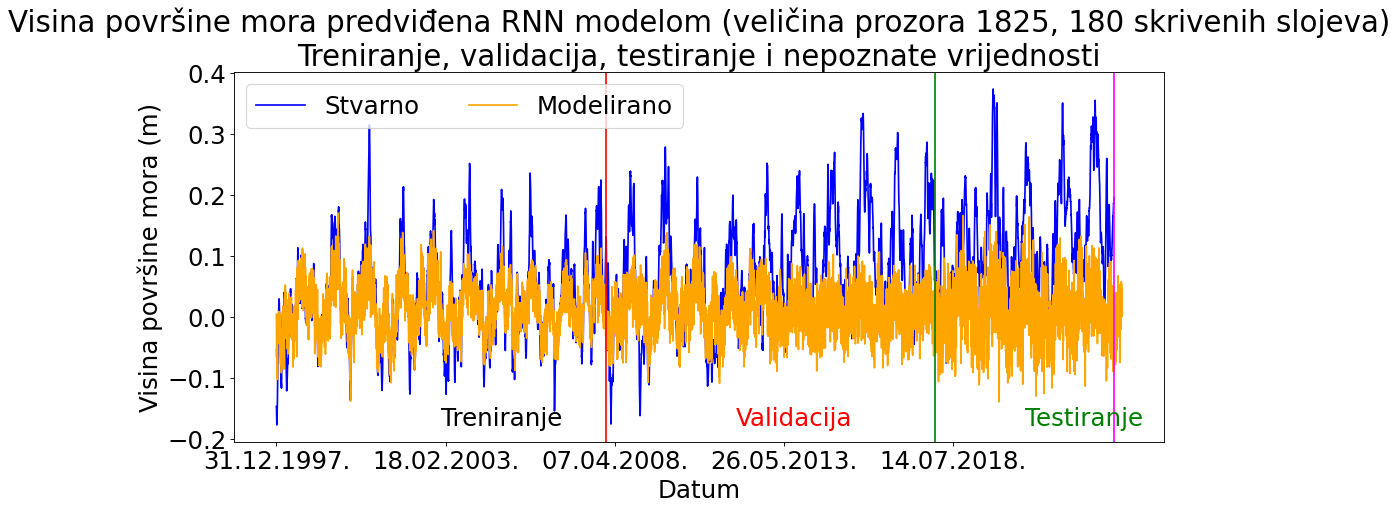 Visina površine mora predviđena RNN modelom (veličina prozora 1825, 180 skrivenih slojeva)
Treniranje, validacija, testiranje i nepoznate vrijednosti
Stvarno Modelirano
Visina površine mora (m)
0.4
0.3
0.2
0.1
0.0
−0.1
−0.2
Treniranje Validacija Testiranje
31.12.1997. 18.02.2003. 07.04.2008. 26.05.2013. 14.07.2018.
Datum